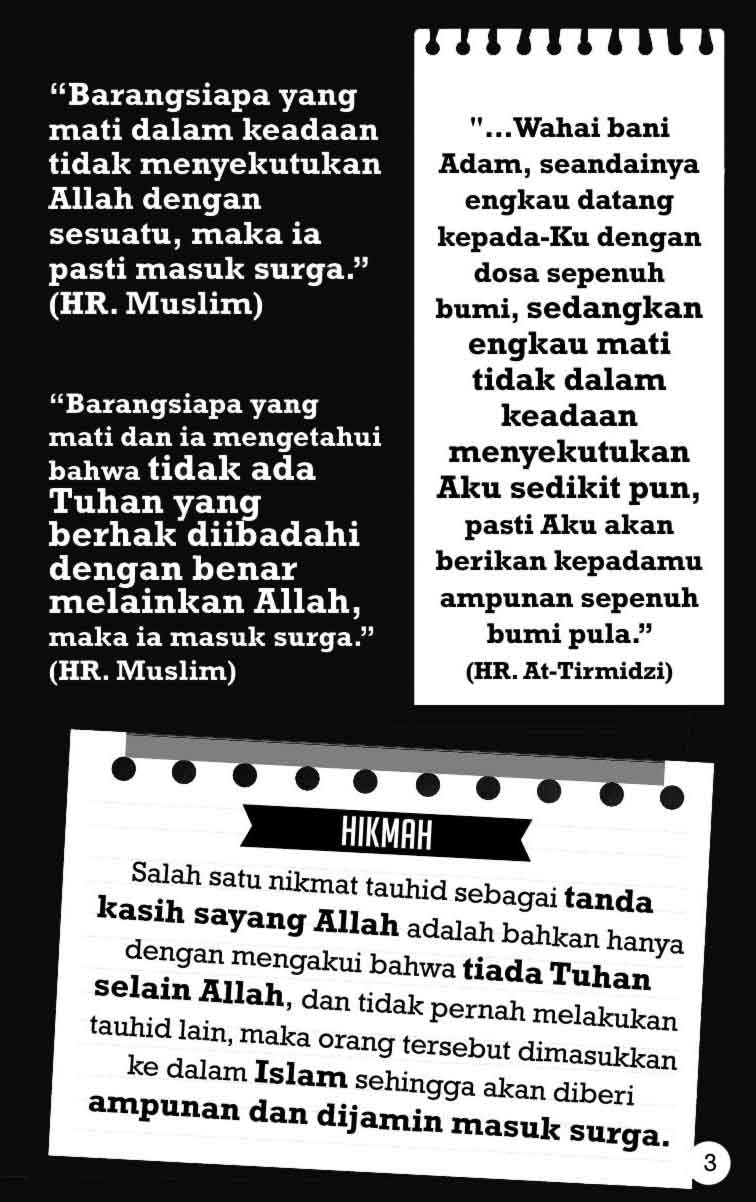 “Barangsiapa yang
mati dalam keadaan
tidak menyekutukan
Allah dengan
sesuatu, maka ia
pasti masuk surga.”
(HR. Muslim)
“Barangsiapa yang
mati dan ia mengetahui
bahwa tidak ada
Tuhan yang
berhak diibadahi
dengan benar
melainkan Allah,
maka ia masuk surga.”
(HR. Muslim)
"...Wahai bani
Adam, seandainya
engkau datang
kepada-Ku dengan
dosa sepenuh
bumi, sedangkan
engkau mati
tidak dalam
keadaan
menyekutukan
Aku sedikit pun,
pasti Aku akan
berikan kepadamu
ampunan sepenuh
bumi pula.”
(HR. At-Tirmidzi)
HIKMAH
Salah satu nikmat tauhid sebagai tanda
kasih sayang Allah adalah bahkan hanya
dengan mengakui bahwa tiada Tuhan
selain Allah, dan tidak pernah melakukan
tauhid lain, maka orang tersebut dimasukkan
ke dalam Islam sehingga akan diberi
ampunan dan dijamin masuk surga.
3